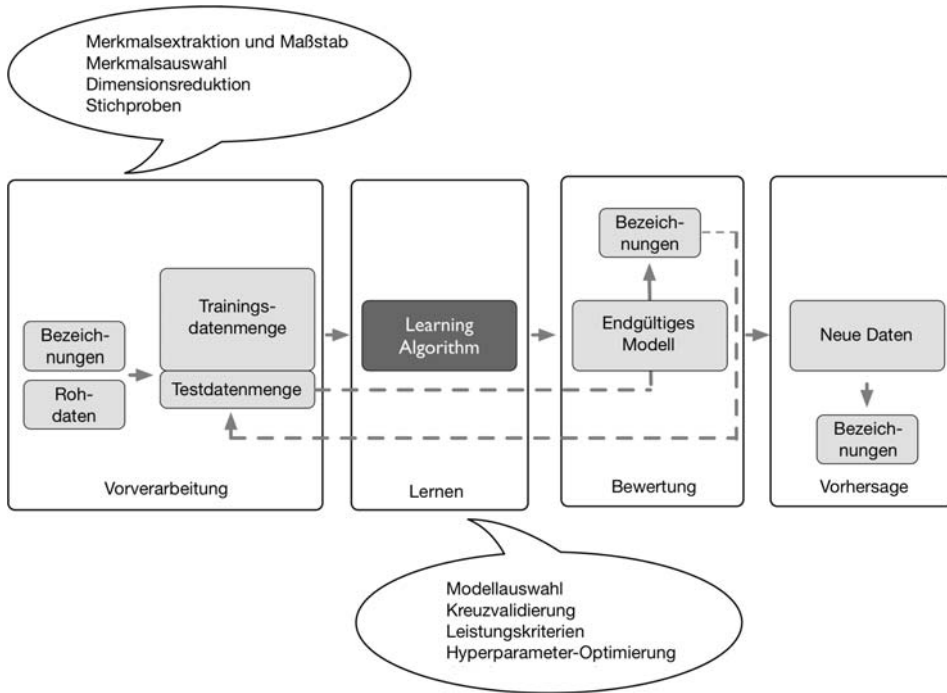 Merkmalsextraktion und Maßstab
Merkmalsauswahl
Dimensionsreduktion
Stichproben
Bezeich-
nungen
Roh-
daten
Trainings-
datenmenge
Testdatenmenge
Vorverarbeitung
Learning
Algorithm
Lernen
Bezeich-
nungen
Endgültiges
Modell
Bewertung
Neue Daten
Bezeich-
nungen
Vorhersage
Modellauswahl
Kreuzvalidierung
Leistungskriterien
Hyperparameter-Optimierung